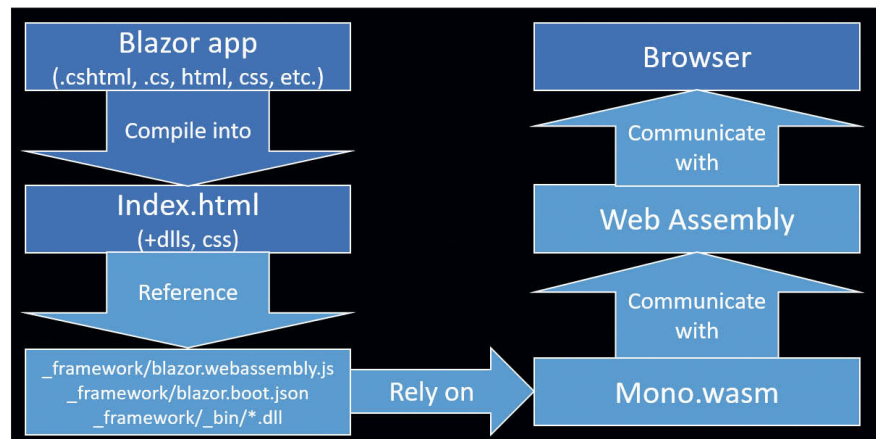 Blazor app
(.cshtml, .cs, html, css, etc.)
Compile into
Index.html
(+dlls, css)
Reference
_framework/blazor.webassembly.js
_framework/blazor.boot.json
_framework/_bin/*.dll
Rely on
Mono.wasm
Communicate
with
Web Assembly
Communicate
with
Browser